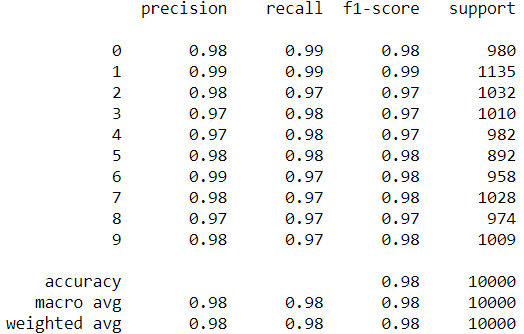 precision recall f1-score support
0 0.98 0.99 0.98 980
1 0.99 0.99 0.99 1135
2 0.98 0.97 0.97 1032
3 0.97 0.98 0.97 1010
4 0.97 0.98 0.97 982
5 0.98 0.98 0.98 892
6 0.99 0.97 0.98 958
7 0.98 0.97 0.98 1028
8 0.97 0.97 0.97 974
9 0.98 0.97 0.98 1009
accuracy 0.98 10000
macro avg 0.98 0.98 0.98 10000
weighted avg 0.98 0.98 0.98 10000